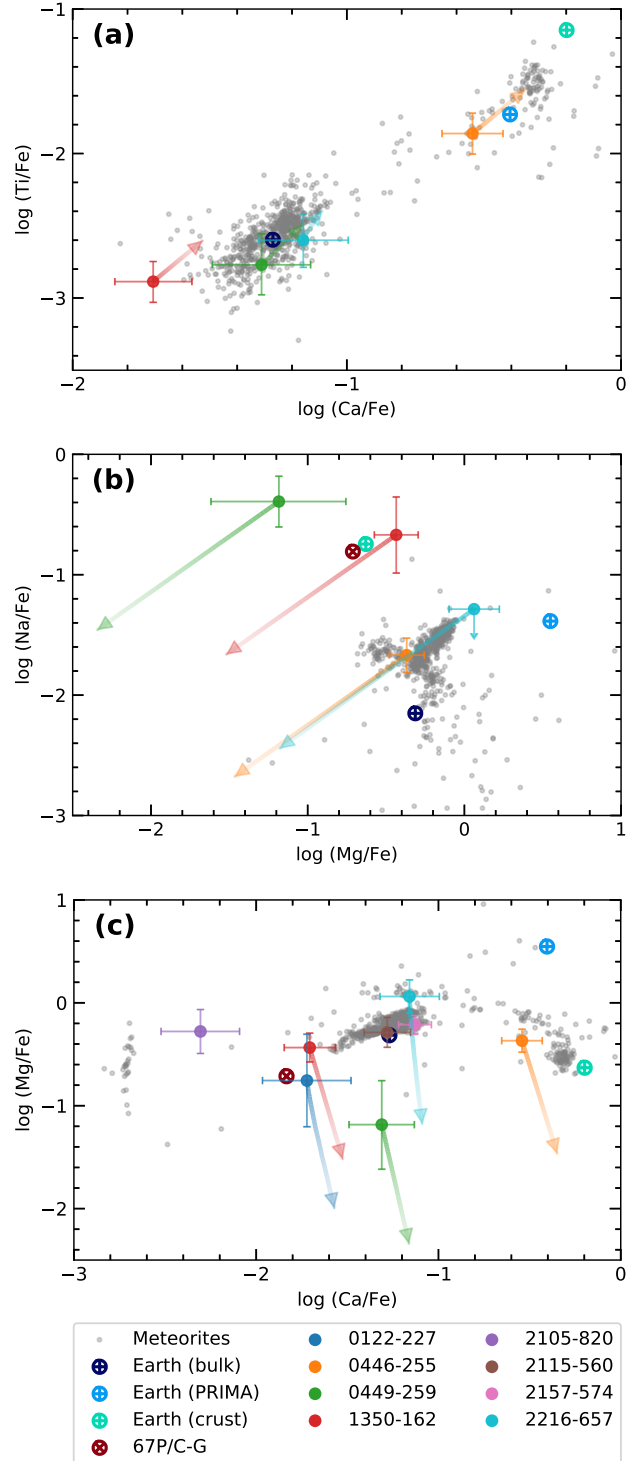 (a)
−1
−2
−3
log (Ti/Fe)
−2
−1
0
log (Ca/Fe)
(b)
0
−1
−2
−3
log (Na/Fe)
−2
−1
0
1
log (Mg/Fe)
(c)
1
0
−1
−2
log (Mg/Fe)
−3
−2
−1
0
log (Ca/Fe)
Meteorites
Earth (bulk)
Earth (PRIMA)
Earth (crust)
67P/C-G
0122-227
0446-255
0449-259
1350-162
2105-820
2115-560
2157-574
2216-657